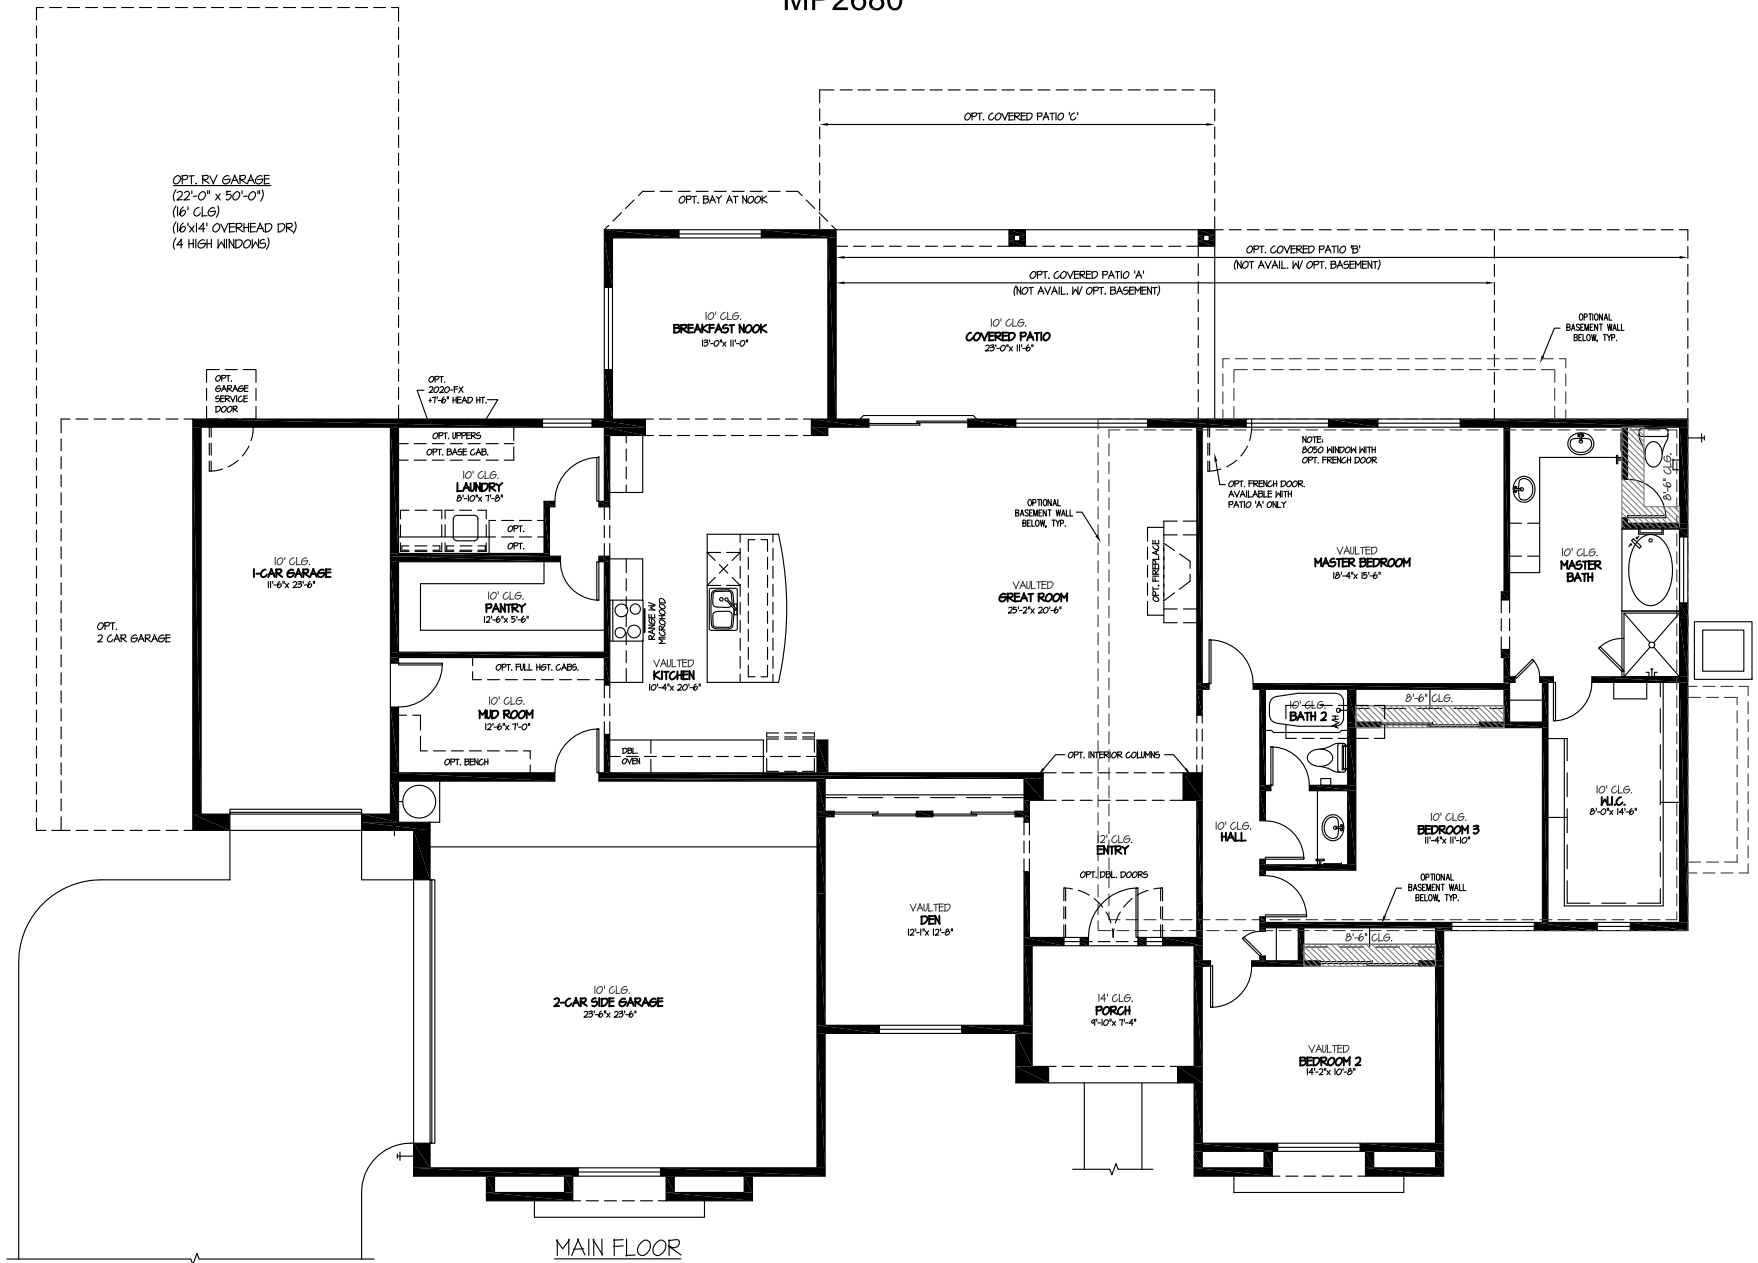 MP2680
OPT. COVERED PATIO 'C'
OPT. RV GARAGE
(22'-0" x 50'-0")
(16' CLG)
(16'x14' OVERHEAD DR)
(4 HIGH WINDOWS)
OPT. BAY AT NOOK
OPT. COVERED PATIO 'B'
(NOT AVAIL. W/ OPT. BASEMENT)
OPT. COVERED PATIO 'A'
(NOT AVAIL. W/ OPT. BASEMENT)
10' CLG.
BREAKFAST NOOK
13'-0"x 11'-0"
10' CLG.
COVERED PATIO
23'-0"x 11'-6"
OPTIONAL
BASEMENT WALL
BELOW, TYP.
OPT.
GARAGE
SERVICE
DOOR
OPT.
2020-FX
+7'-6" HEAD HT.
OPT. UPPERS
OPT. BASE CAB.
10' CLG.
LAUNDRY
8'-10"x 7'-8"
OPT.
OPT.
NOTE:
8050 WINDOW WITH
OPT. FRENCH DOOR
OPT. FRENCH DOOR.
AVAILABLE WITH
PATIO 'A' ONLY
8'-6" CLG.
OPTIONAL
BASEMENT WALL
BELOW, TYP.
10' CLG.
1-CAR GARAGE
11'-6"x 23'-6"
10' CLG.
PANTRY
12'-6"x 5'-6"
RANGE W/
MICROHOOD
VAULTED
GREAT ROOM
25'-2"x 20'-6"
OPT. FIREPLACE
VAULTED
MASTER BEDROOM
18'-4"x 15'-6"
10' CLG.
MASTER
BATH
OPT.
2 CAR GARAGE
OPT. FULL HGT. CABS.
VAULTED
KITCHEN
10'-4"x 20'-6"
10' CLG.
MUD ROOM
12'-6"x 7'-0"
OPT. BENCH
DBL.
OVEN
OPT. INTERIOR COLUMNS
10' CLG.
BATH 2
8'-6" CLG.
10' CLG.
W.I.C.
8'-0"x 14'-6"
10' CLG.
HALL
10' CLG.
BEDROOM 3
11'-4"x 11'-10"
12' CLG.
ENTRY
OPT. DBL. DOORS
OPTIONAL
BASEMENT WALL
BELOW, TYP.
VAULTED
DEN
12'-1"x 12'-8"
8'-6" CLG.
10' CLG.
2-CAR SIDE GARAGE
23'-6"x 23'-6"
14' CLG.
PORCH
9'-10"x 7'-4"
VAULTED
BEDROOM 2
14'-2"x 10'-8"
MAIN FLOOR